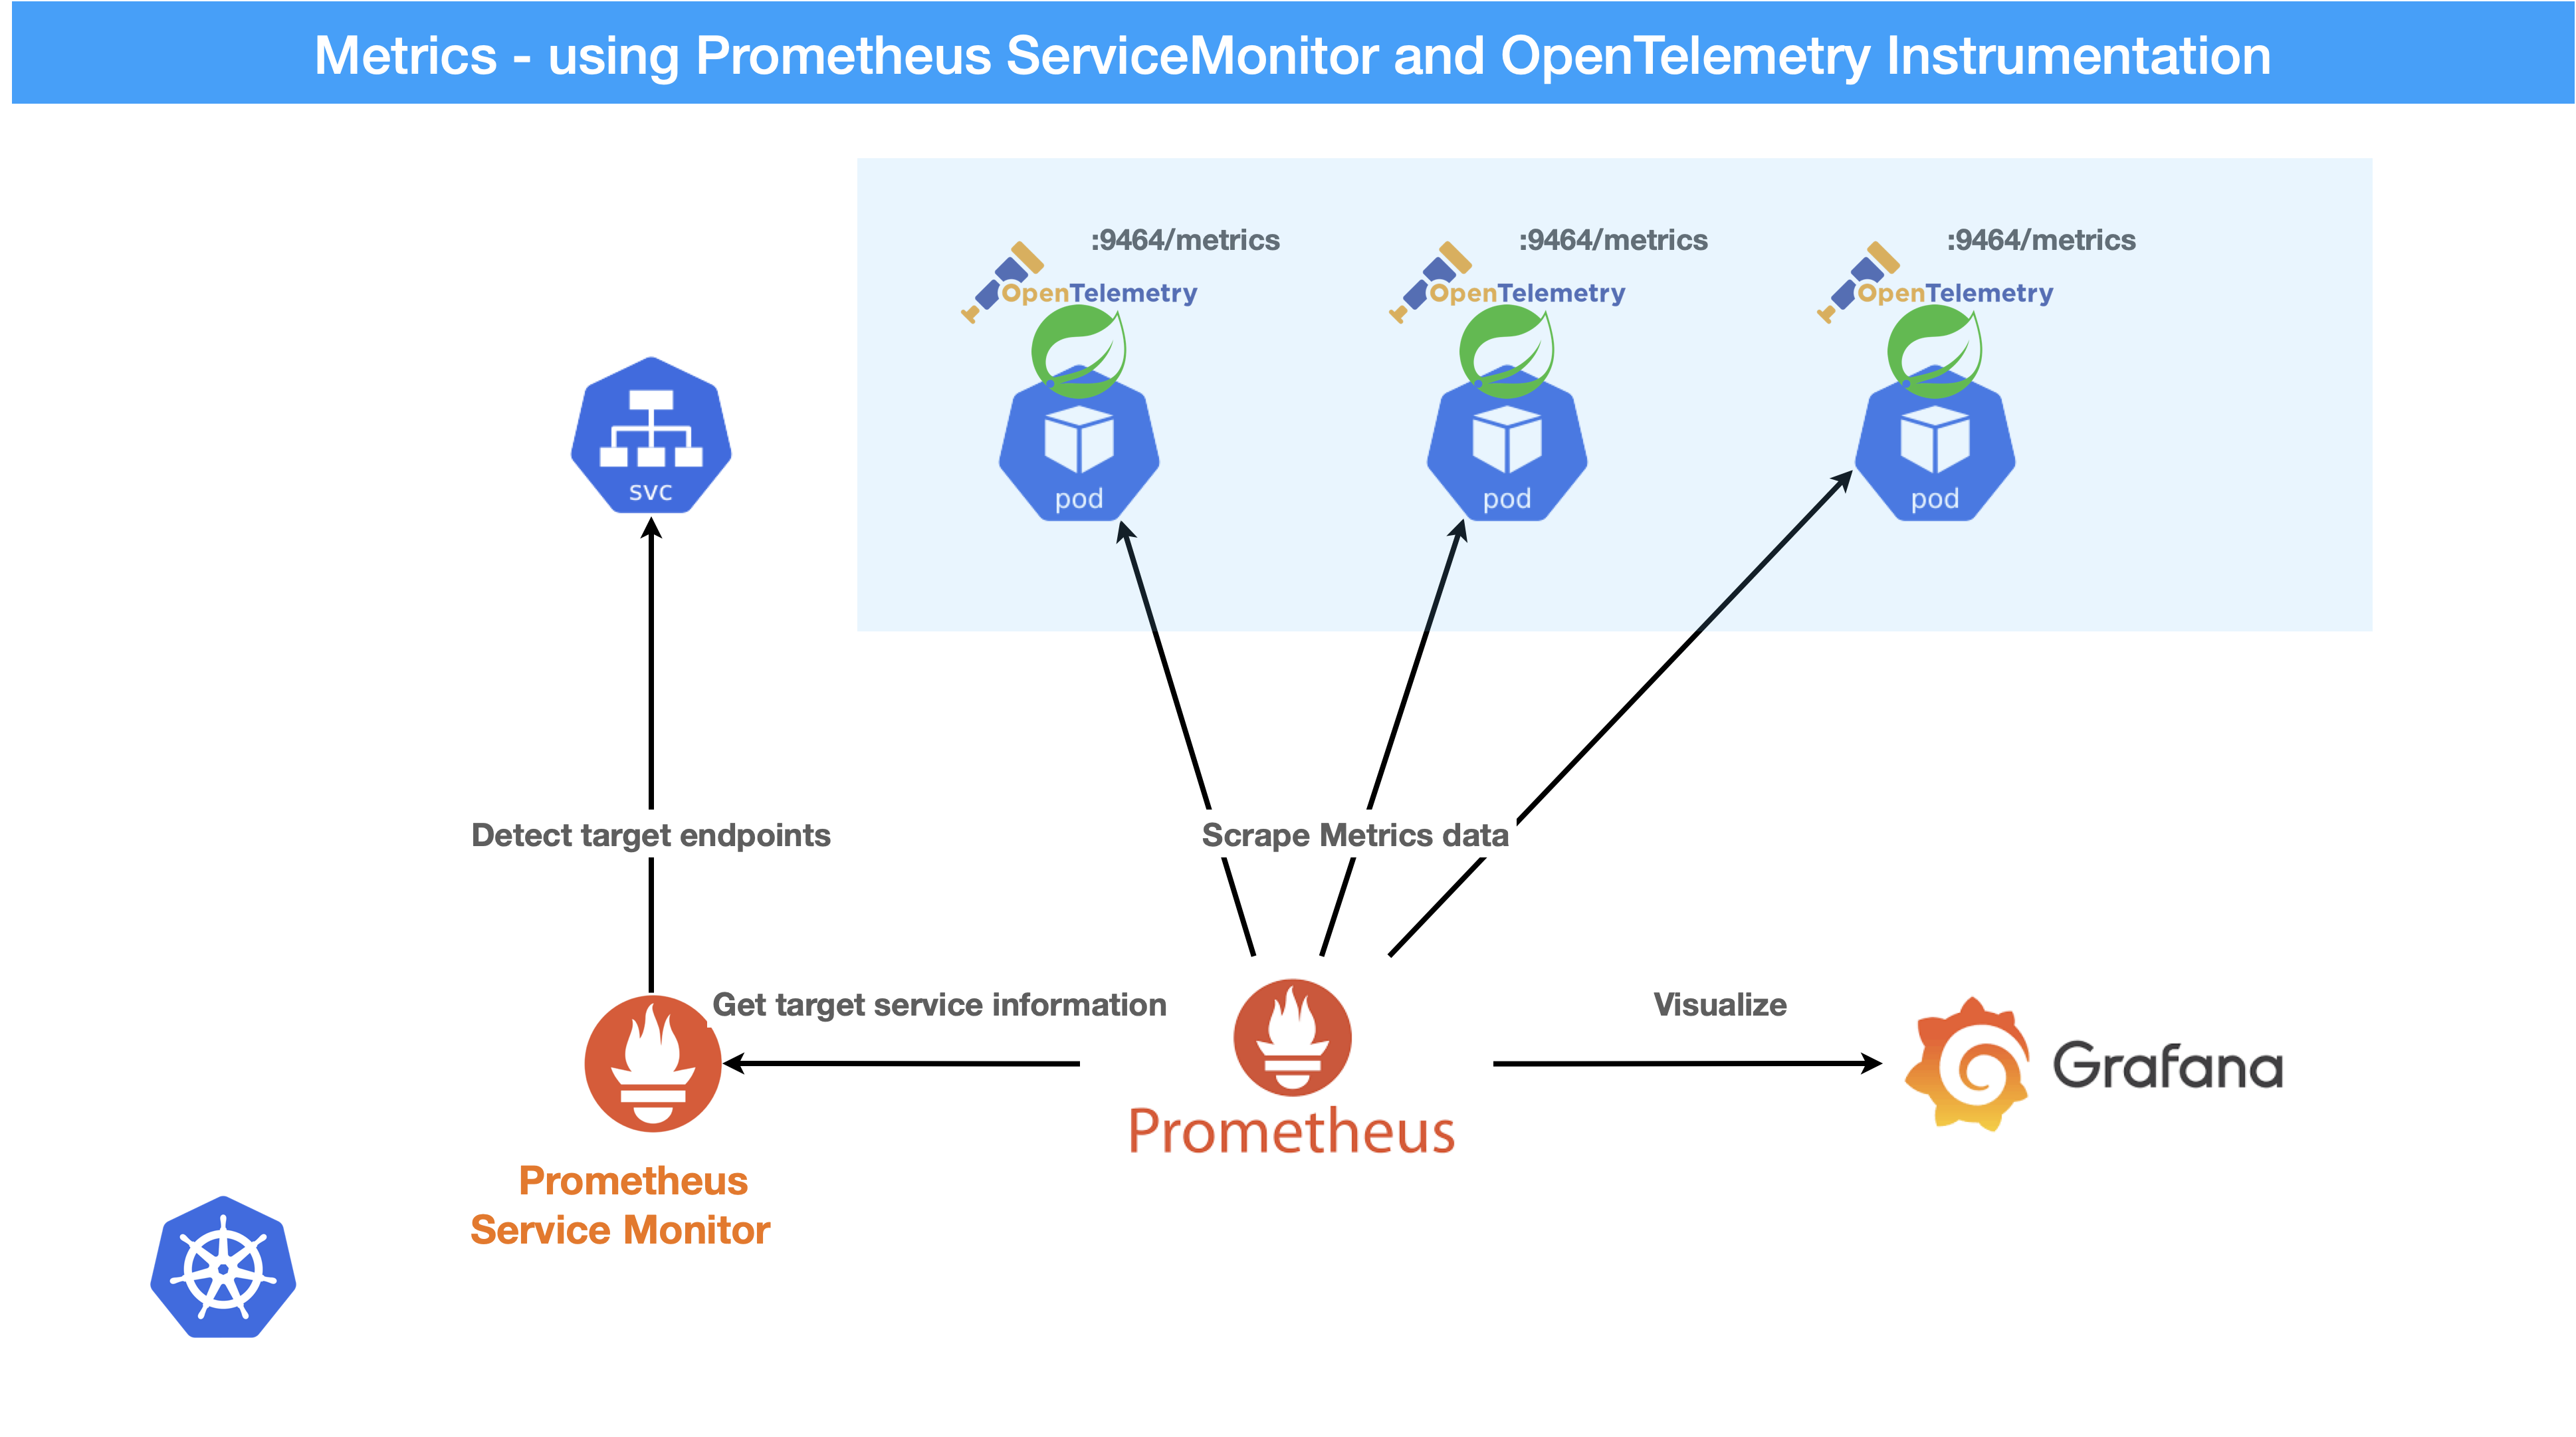 Metrics - using Prometheus ServiceMonitor and OpenTelemetry Instrumentation
:9464/metrics
:9464/metrics
:9464/metrics
OpenTelemetry
OpenTelemetry
OpenTelemetry
svc
pod
pod
pod
Detect target endpoints
Scrape Metrics data
Get target service information
Visualize
Grafana
Prometheus
Prometheus
Service Monitor